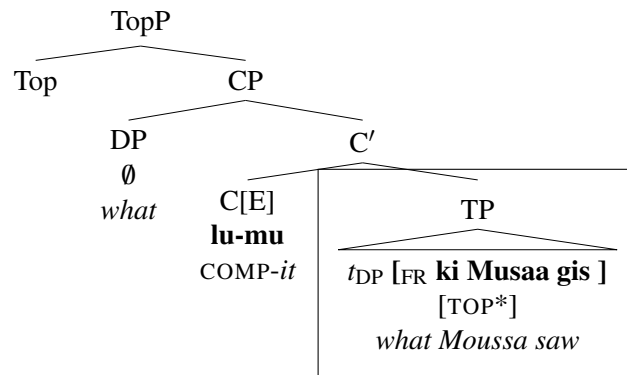 TopP
Top CP
DP C′
∅ C[E] TP
what lu-mu tDP [FR ki Musaa gis ]
COMP-it [TOP*]
what Moussa saw